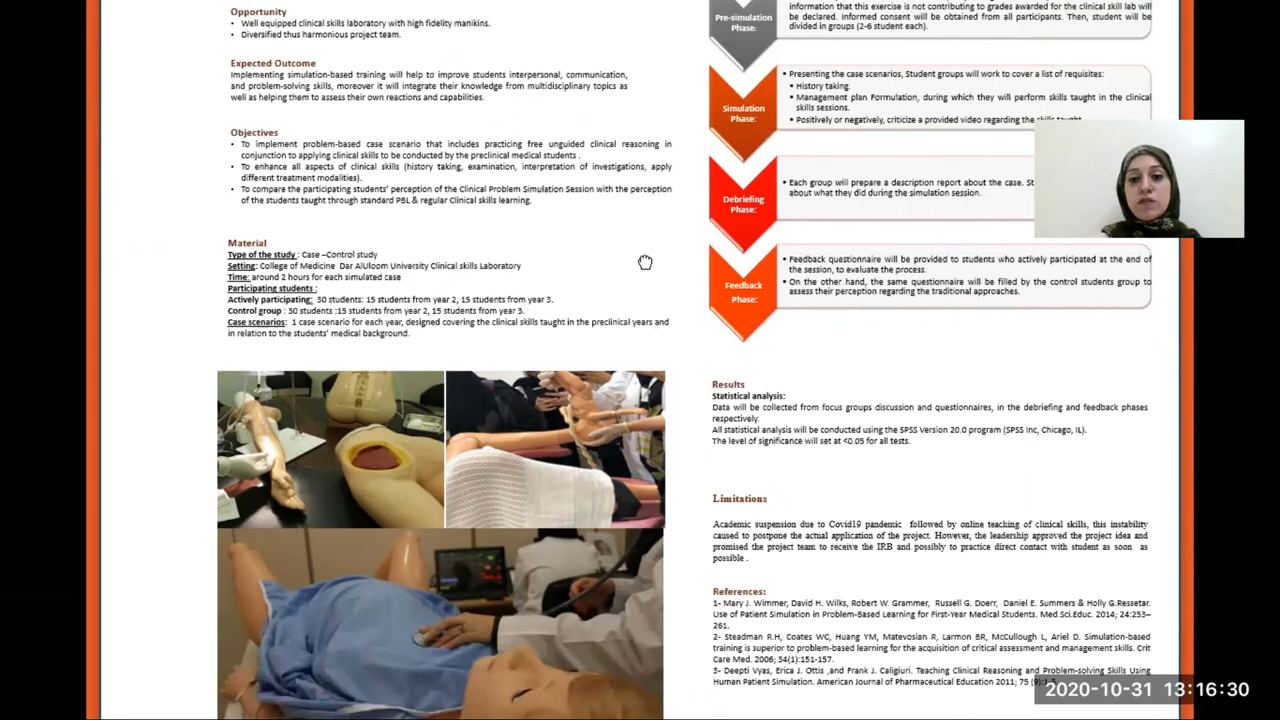 Opportunity
• Well equipped clinical skills laboratory with high fidelity manikins.
• Diversified thus harmonious project team.
Expected Outcome
Implementing simulation-based training will help to improve students interpersonal, communication,
and problem-solving skills, moreover it will integrate their knowledge from multidisciplinary topics as
well as helping them to assess their own reactions and capabilities.
Objectives
• To implement problem-based case scenario that includes practicing free unguided clinical reasoning in
conjunction to applying clinical skills to be conducted by the preclinical medical students .
• To enhance all aspects of clinical skills (history taking, examination, interpretation of investigations, apply
different treatment modalities).
• To compare the participating students' perception of the Clinical Problem Simulation Session with the perception
of the students taught through standard PBL & regular Clinical skills learning.
Material
Type of the study : Case –Control study
Setting: College of Medicine Dar AlUloom University Clinical skills Laboratory
Time: around 2 hours for each simulated case
Participating students :
Actively participating: 30 students: 15 students from year 2, 15 students from year 3.
Control group : 30 students :15 students from year 2, 15 students from year 3.
Case scenarios: 1 case scenario for each year, designed covering the clinical skills taught in the preclinical years and
in relation to the students' medical background.
Pre-simulation
Phase:
information that this exercise is not contributing to grades awarded for the clinical skill lab will
be declared. Informed consent will be obtained from all participants. Then, student will be
divided in groups (2-6 student each).
Simulation
Phase:
• Presenting the case scenarios, Student groups will work to cover a list of requisites:
• History taking.
• Management plan Formulation, during which they will perform skills taught in the clinical
skills sessions.
• Positively or negatively, criticize a provided video regarding the skills taught.
Debriefing
Phase:
• Each group will prepare a description report about the case.
about what they did during the simulation session.
Feedback
Phase:
• Feedback questionnaire will be provided to students who actively participated at the end of
the session, to evaluate the process.
• On the other hand, the same questionnaire will be filled by the control students group to
assess their perception regarding the traditional approaches.
Results
Statistical analysis:
Data will be collected from focus groups discussion and questionnaires, in the debriefing and feedback phases
respectively.
All statistical analysis will be conducted using the SPSS Version 20.0 program (SPSS Inc, Chicago, IL).
The level of significance will set at <0.05 for all tests.
Limitations
Academic suspension due to Covid19 pandemic followed by online teaching of clinical skills, this instability
caused to postpone the actual application of the project. However, the leadership approved the project idea and
promised the project team to receive the IRB and possibly to practice direct contact with student as soon as
possible .
References:
1- Mary J. Wimmer, David H. Wilks, Robert W. Grammer, Russell G. Doerr, Daniel E. Summers & Holly G.Ressetar.
Use of Patient Simulation in Problem-Based Learning for First-Year Medical Students. Med.Sci.Educ. 2014; 24:253–
261.
2- Steadman R.H, Coates WC, Huang YM, Matevosian R, Larmon BR, McCullough L, Ariel D. Simulation-based
training is superior to problem-based learning for the acquisition of critical assessment and management skills. Crit
Care Med. 2006; 34(1):151-157.
3- Deepti Vyas, Erica J. Ottis ,and Frank J. Caligiuri. Teaching Clinical Reasoning and Problem-solving Skills Using
Human Patient Simulation. American Journal of Pharmaceutical Education 2011; 75
2020-10-31 13:16:30